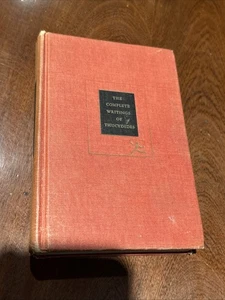 THE
COMPLETE
WRITINGS
OF
THUCYDIDES